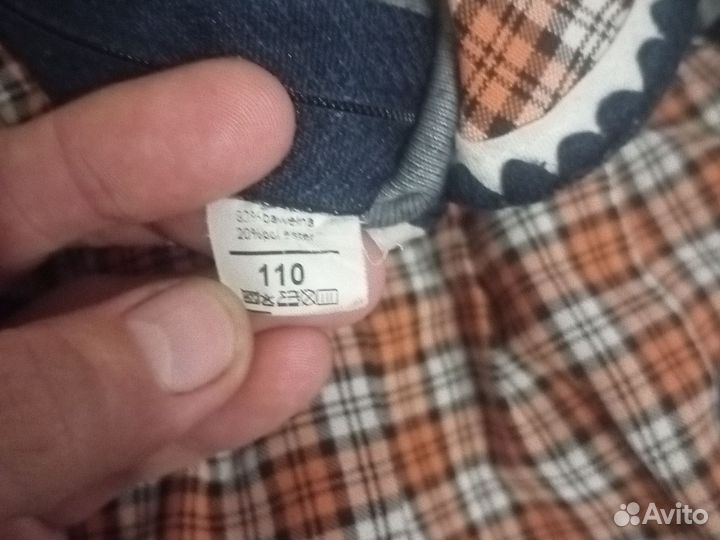 80% bawełna
20% poliester
110
Avito